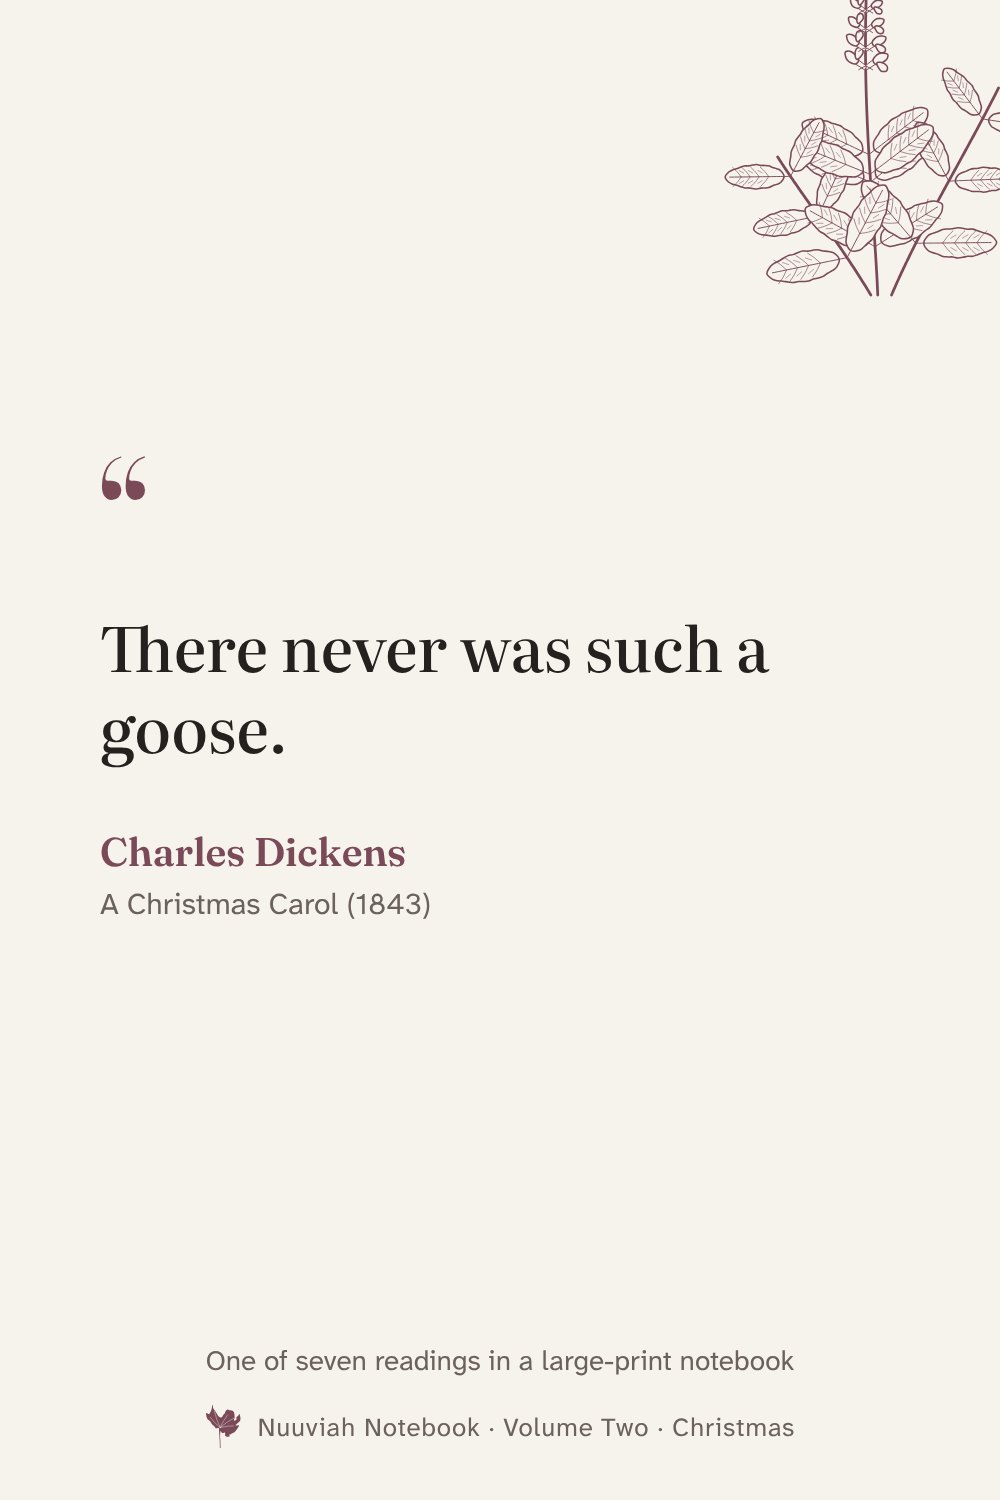 “
There never was such a
goose.
Charles Dickens
A Christmas Carol (1843)
One of seven readings in a large-print notebook
Nuuviah Notebook · Volume Two · Christmas